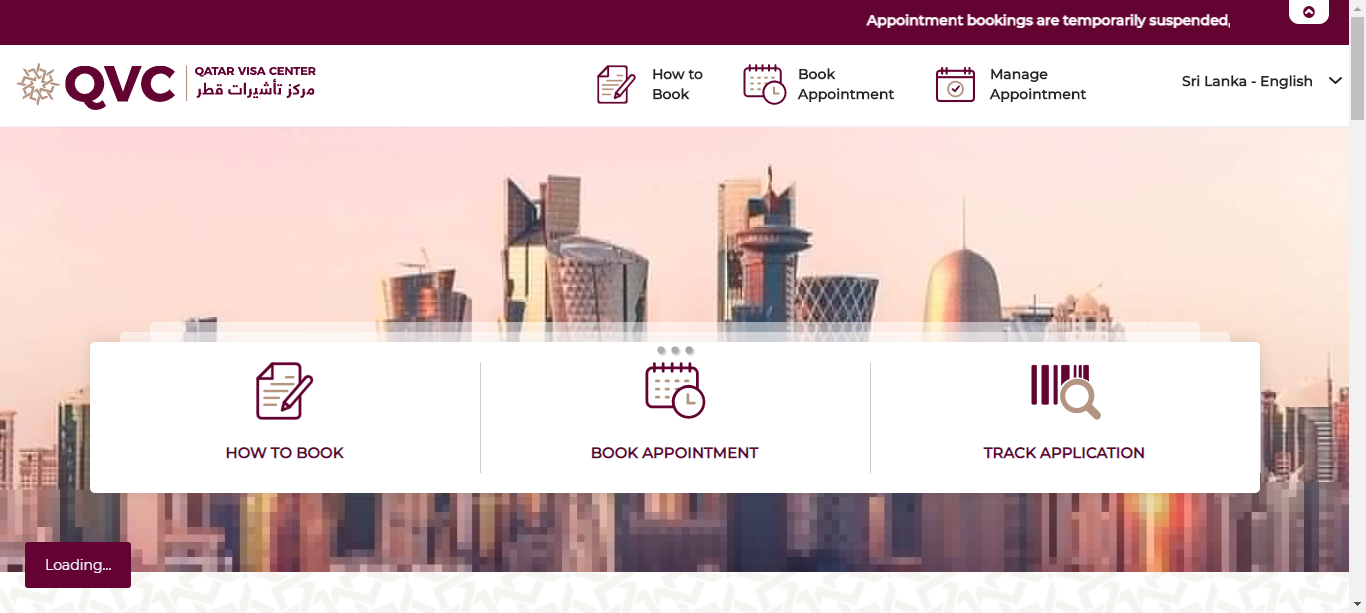 Appointment bookings are temporarily suspended,
QVC
QATAR VISA CENTER
مركز تأشيرات قطر
How to
Book
Book
Appointment
Manage
Appointment
Sri Lanka - English
HOW TO BOOK
BOOK APPOINTMENT
TRACK APPLICATION
Loading...